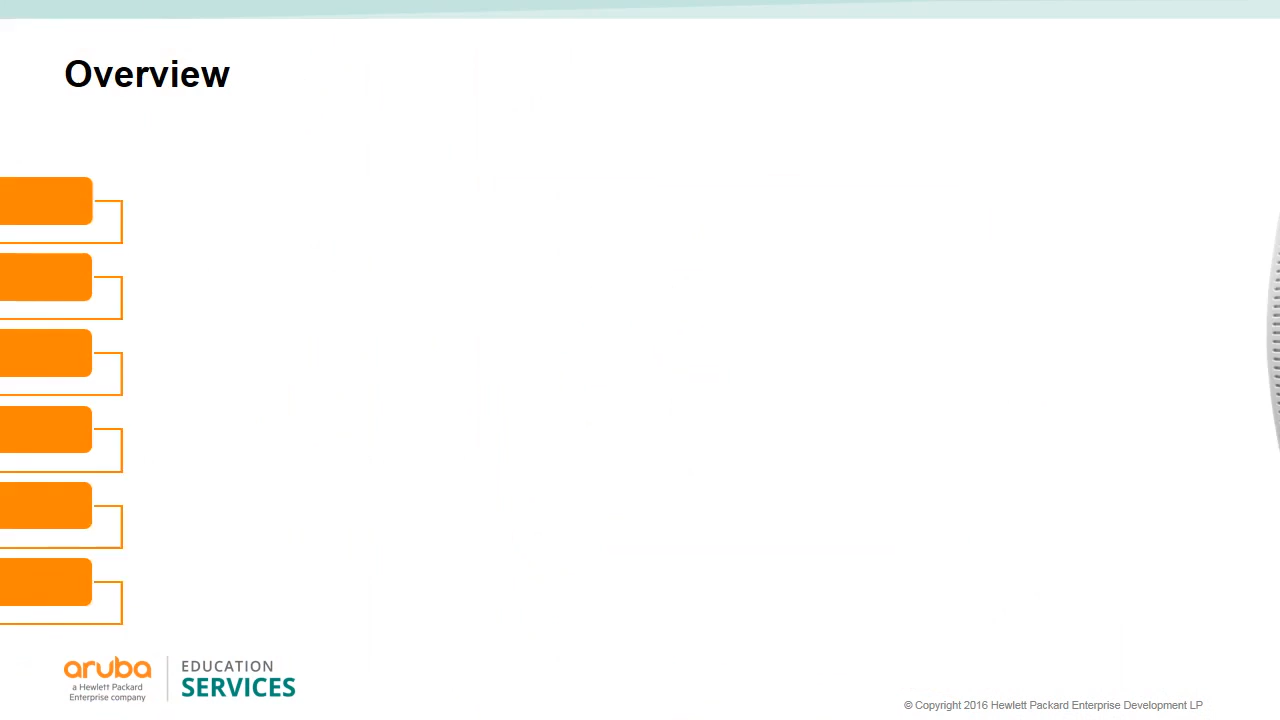 Overview
aruba
a Hewlett Packard
Enterprise company
EDUCATION
SERVICES
© Copyright 2016 Hewlett Packard Enterprise Development LP